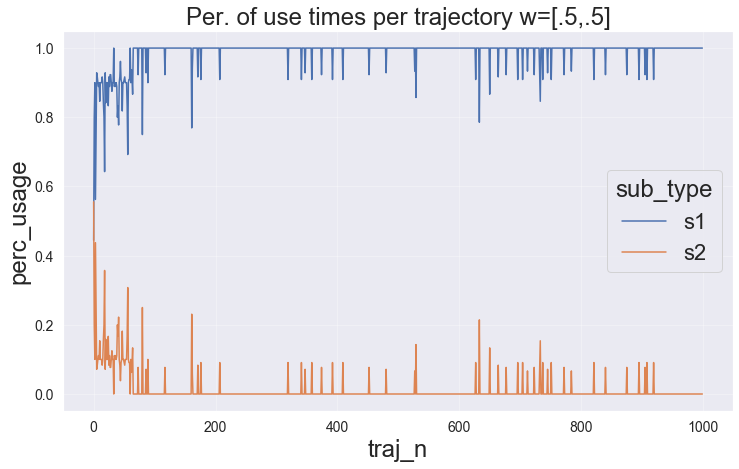 Per. of use times per trajectory w=[.5,.5]
perc_usage
1.0
0.8
0.6
0.4
0.2
0.0
sub_type
s1
s2
0 200 400 600 800 1000
traj_n